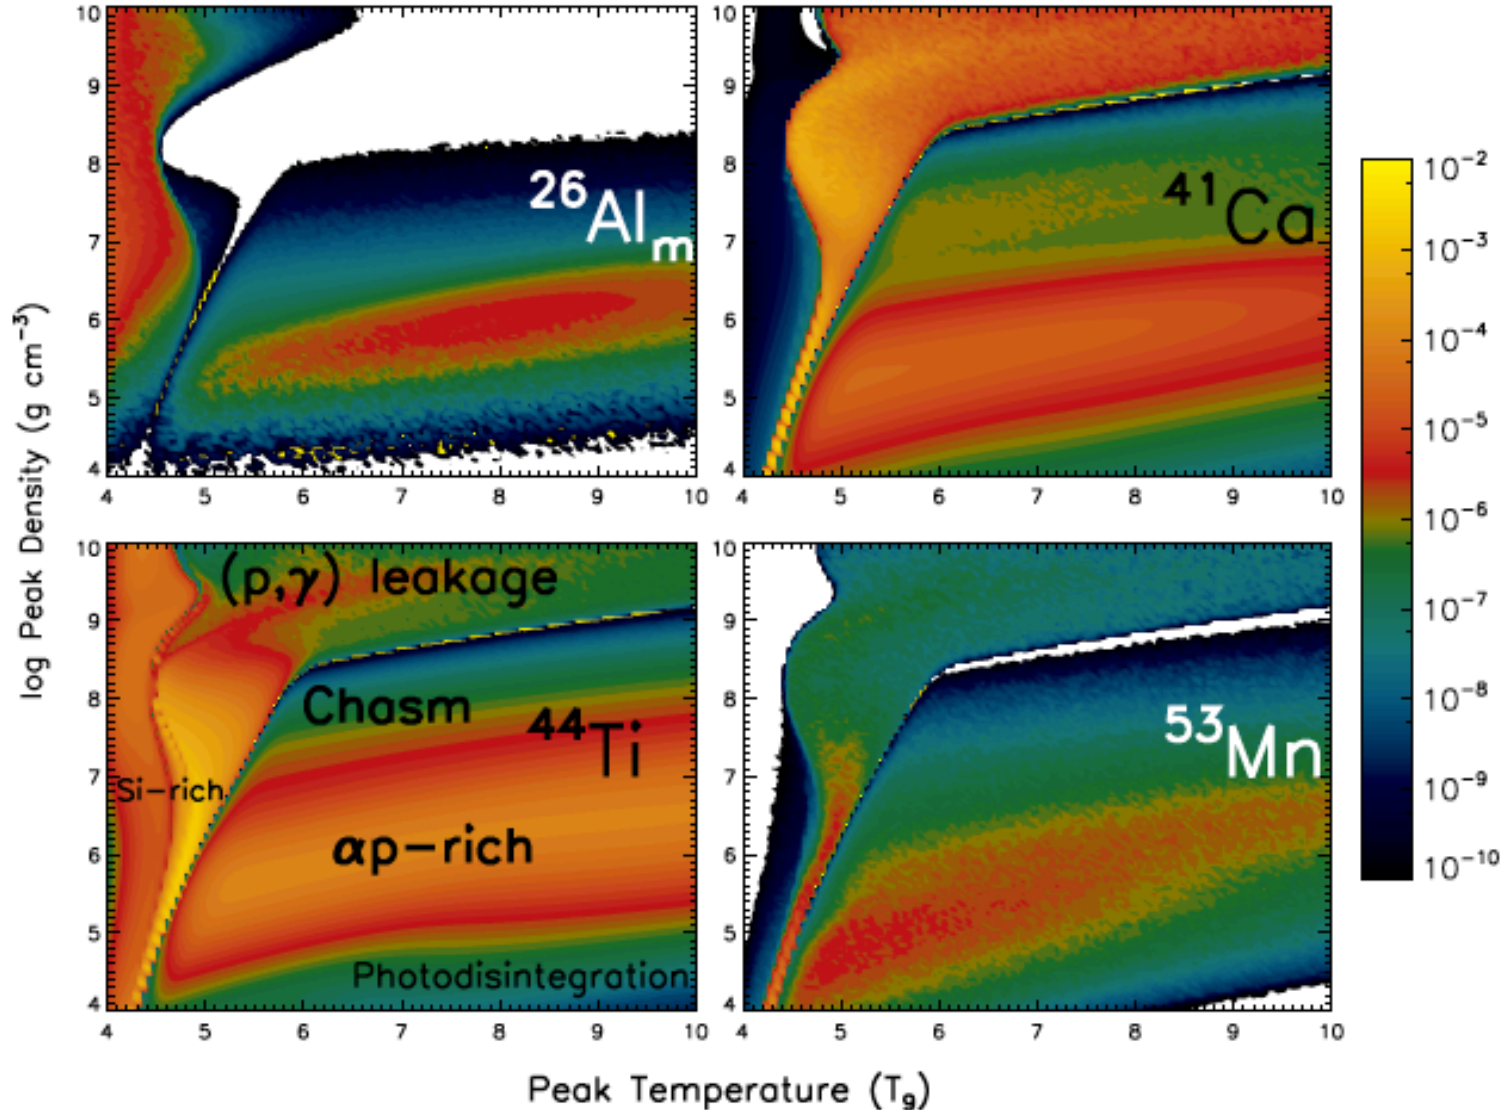 10
9
8
7
6
5
4
4 5 6 7 8 9 10
²⁶Alₘ
10
9
8
7
6
5
4
4 5 6 7 8 9 10
⁴¹Ca
10
9
8
7
6
5
4
4 5 6 7 8 9 10
(p,γ) leakage
Chasm
⁴⁴Ti
Si-rich
αp-rich
Photodisintegration
10
9
8
7
6
5
4
4 5 6 7 8 9 10
⁵³Mn
10⁻²
10⁻³
10⁻⁴
10⁻⁵
10⁻⁶
10⁻⁷
10⁻⁸
10⁻⁹
10⁻¹⁰
log Peak Density (g cm⁻³)
Peak Temperature (T₉)